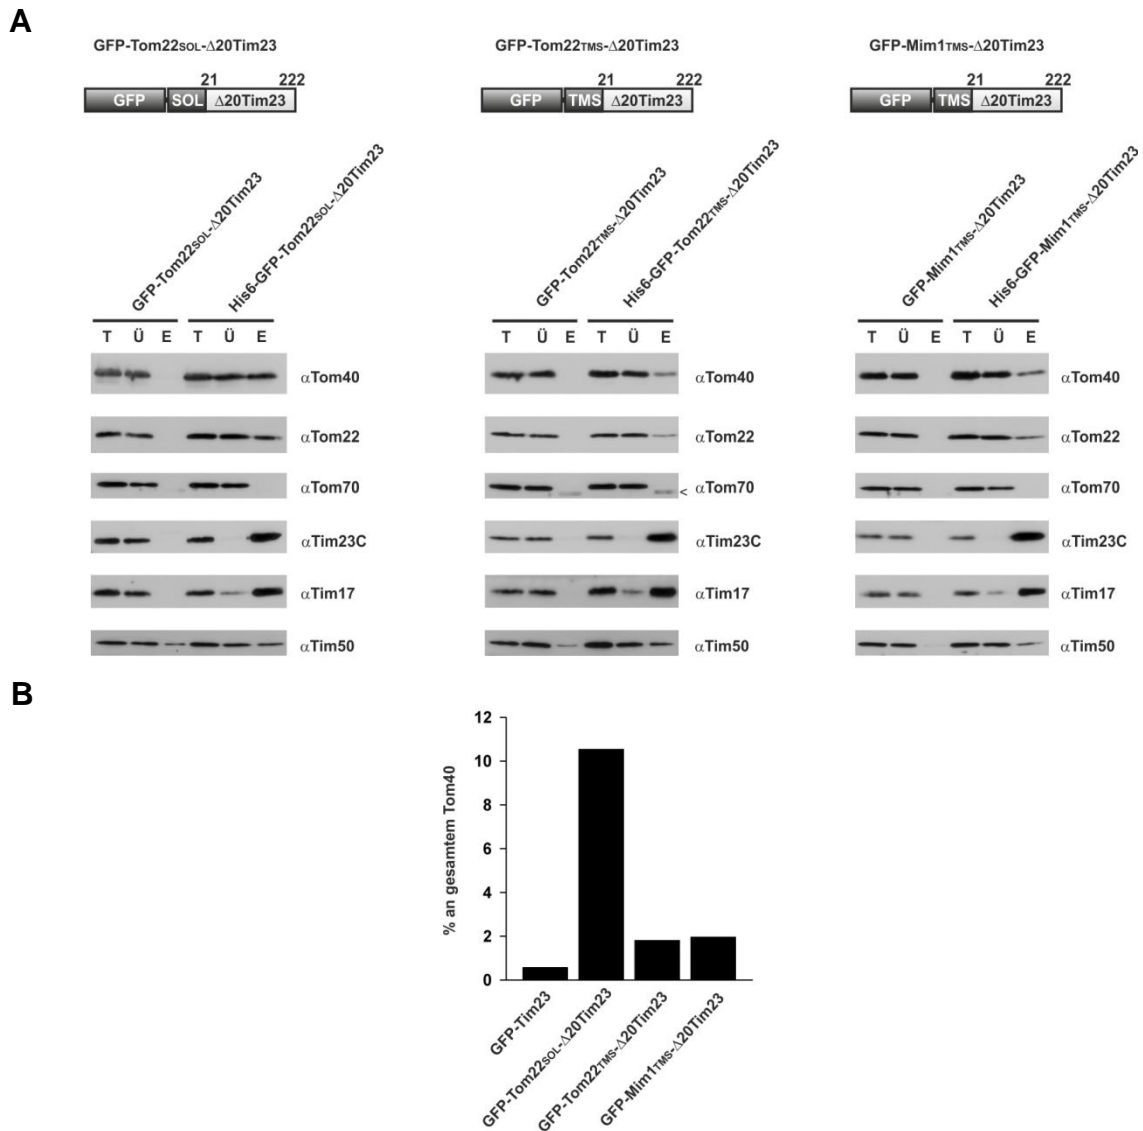 A
GFP-Tom22SOL-Δ20Tim23
GFP-Tom22TMS-Δ20Tim23
GFP-Mim1TMS-Δ20Tim23
21 222
21 222
21 222
GFP SOL Δ20Tim23
GFP TMS Δ20Tim23
GFP TMS Δ20Tim23
GFP-Tom22SOL-Δ20Tim23
His6-GFP-Tom22SOL-Δ20Tim23
GFP-Tom22TMS-Δ20Tim23
His6-GFP-Tom22TMS-Δ20Tim23
GFP-Mim1TMS-Δ20Tim23
His6-GFP-Mim1TMS-Δ20Tim23
T Ü E T Ü E
T Ü E T Ü E
T Ü E T Ü E
αTom40
αTom40
αTom40
αTom22
αTom22
αTom22
αTom70
< αTom70
αTom70
αTim23C
αTim23C
αTim23C
αTim17
αTim17
αTim17
αTim50
αTim50
αTim50
B
% an gesamtem Tom40
12
10
8
6
4
2
0
GFP-Tim23
GFP-Tom22SOL-Δ20Tim23
GFP-Tom22TMS-Δ20Tim23
GFP-Mim1TMS-Δ20Tim23